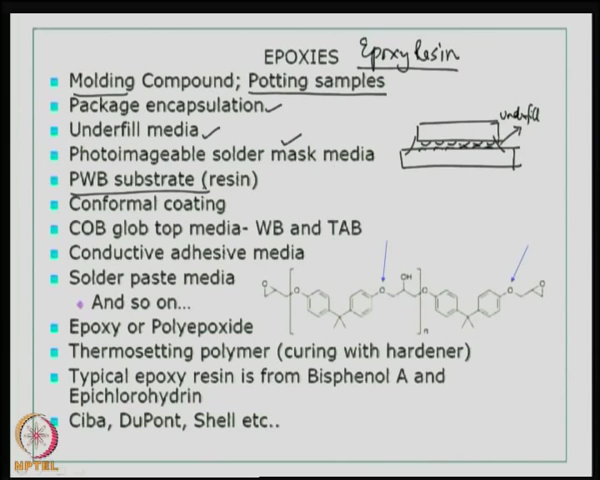 EPOXIES Epoxy Resin
Molding Compound; Potting samples
Package encapsulation
Underfill media
underfill
Photoimageable solder mask media
PWB substrate (resin)
Conformal coating
COB glob top media- WB and TAB
Conductive adhesive media
Solder paste media
And so on...
O O O OH O O O
n
Epoxy or Polyepoxide
Thermosetting polymer (curing with hardener)
Typical epoxy resin is from Bisphenol A and
Epichlorohydrin
Ciba, DuPont, Shell etc..
NPTEL